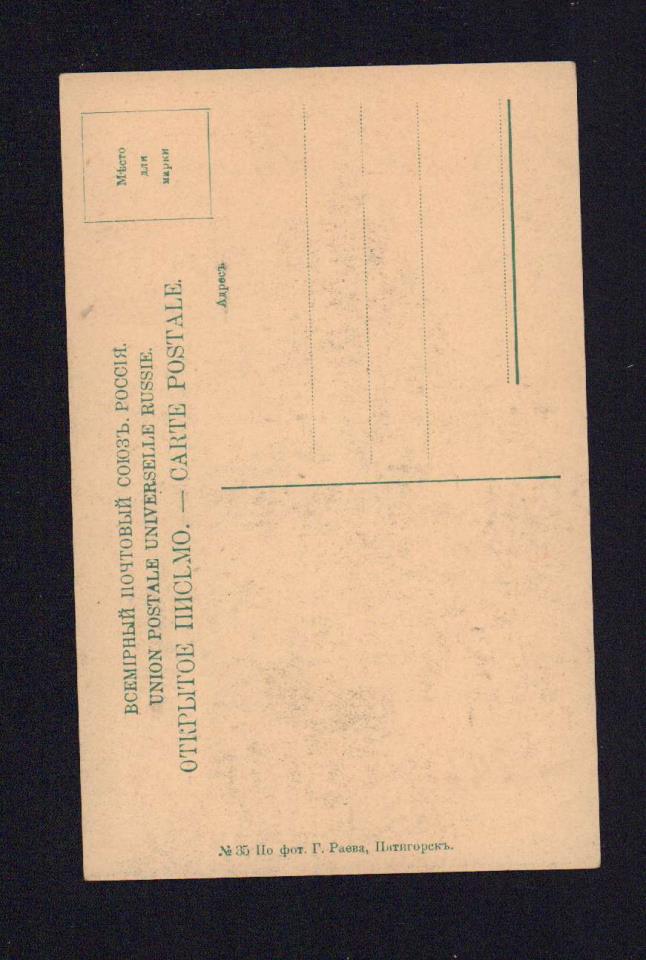 ВСЕМІРНЫЙ ПОЧТОВЫЙ СОЮЗЪ. РОССІЯ.
UNION POSTALE UNIVERSELLE RUSSIE.
ОТКРЫТОЕ ПИСЬМО. — CARTE POSTALE.
Мѣсто
для
марки
Адресъ
№ 35 По фот. Г. Раева, Пятигорскъ.